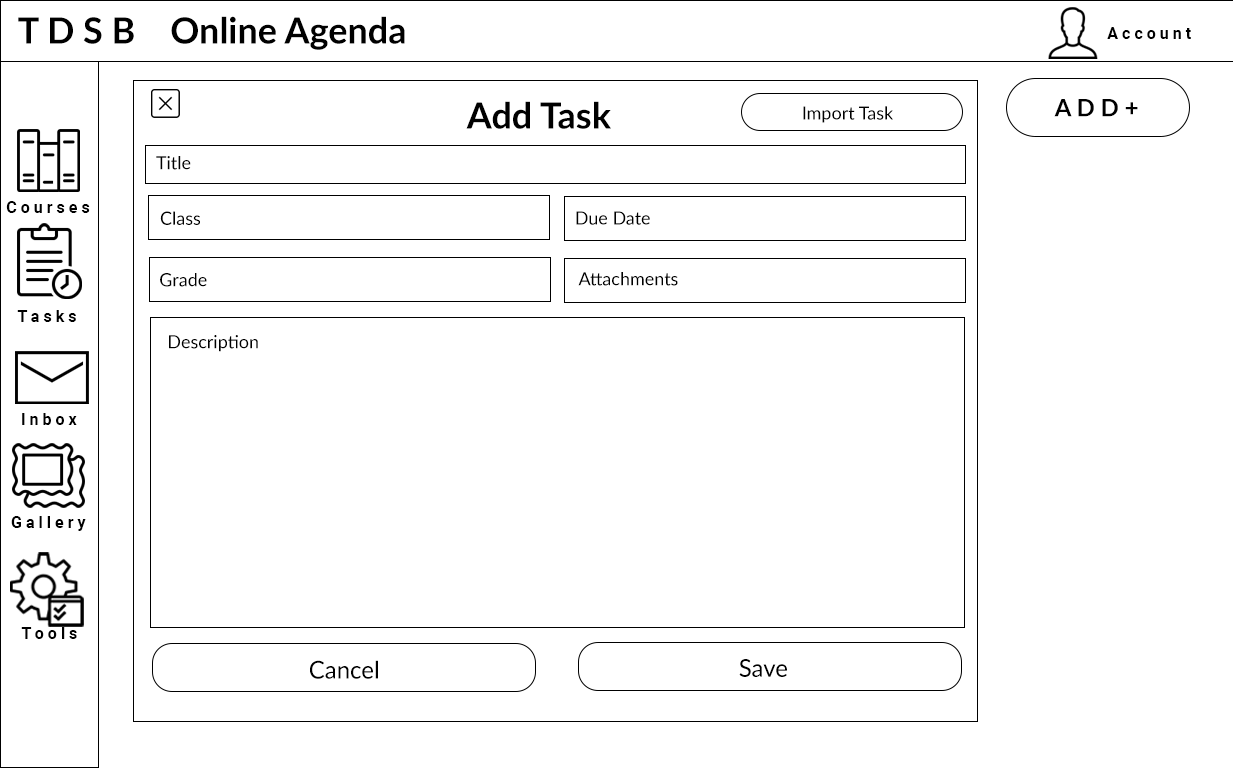 TDSB Online Agenda
Account
ADD+
Add Task
Import Task
Title
Class
Due Date
Grade
Attachments
Description
Cancel
Save
Courses
Tasks
Inbox
Gallery
Tools